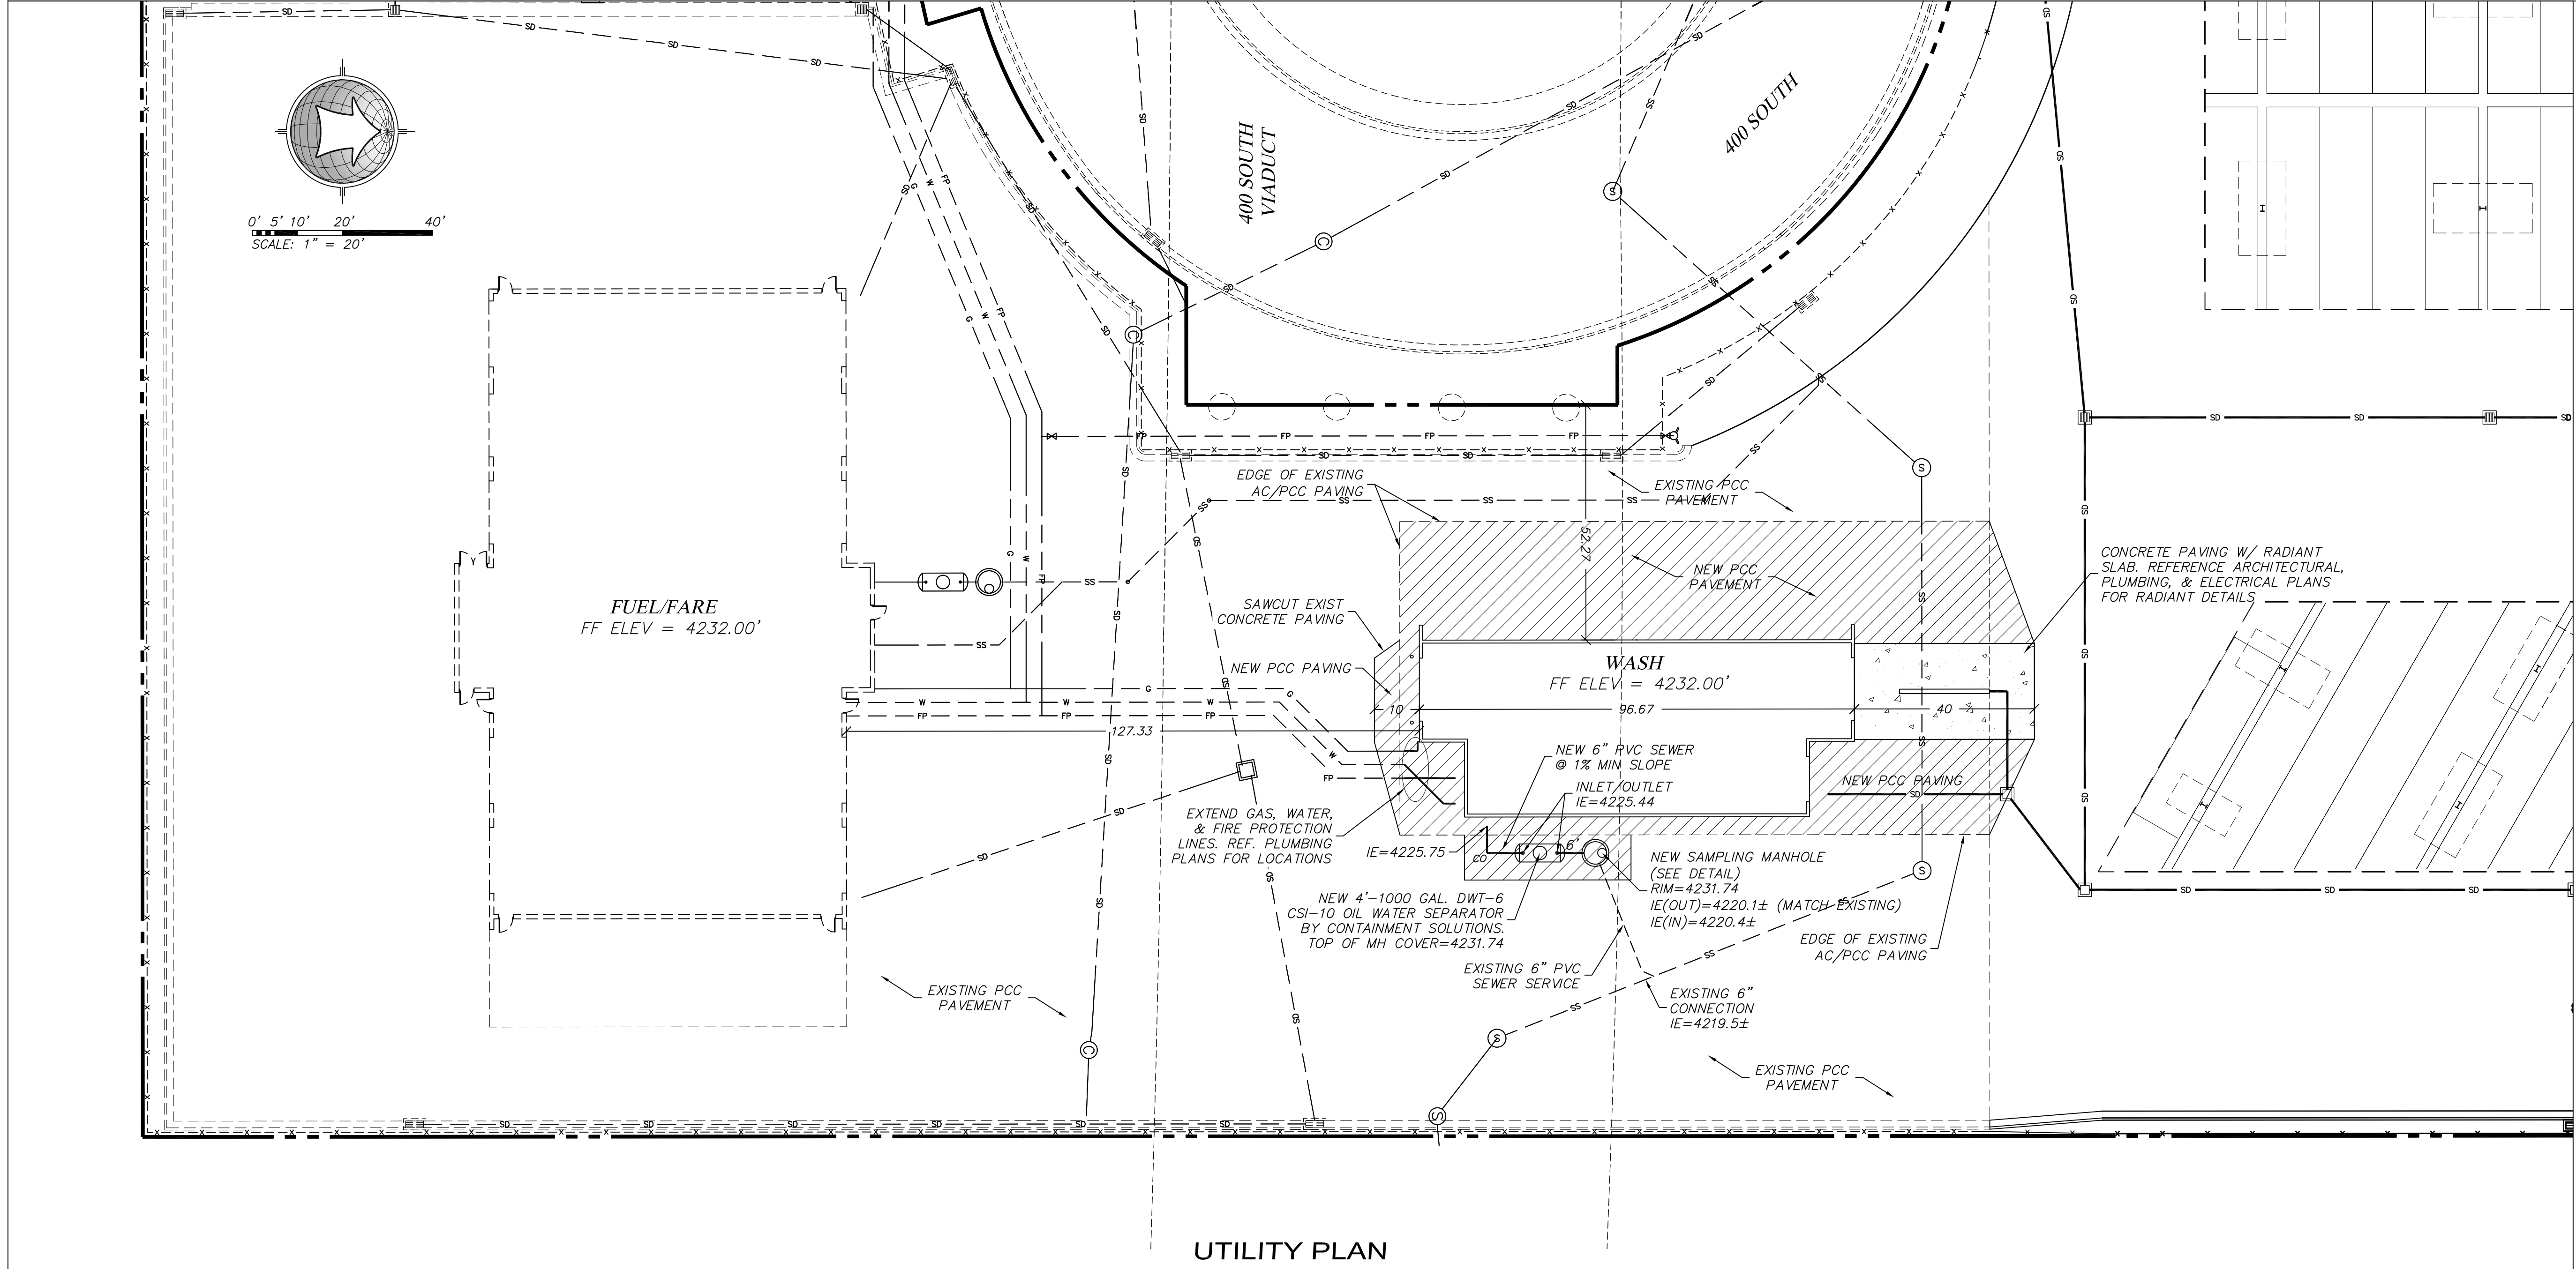 0' 5' 10' 20' 40'
SCALE: 1" = 20'
400 SOUTH
VIADUCT
400 SOUTH
EDGE OF EXISTING
AC/PCC PAVING
EXISTING PCC
PAVEMENT
52.27
NEW PCC
PAVEMENT
CONCRETE PAVING W/ RADIANT
SLAB. REFERENCE ARCHITECTURAL,
PLUMBING, & ELECTRICAL PLANS
FOR RADIANT DETAILS
FUEL/FARE
FF ELEV = 4232.00'
SAWCUT EXIST
CONCRETE PAVING
NEW PCC PAVING
WASH
FF ELEV = 4232.00'
10
96.67
40
127.33
NEW 6" PVC SEWER
@ 1% MIN SLOPE
INLET/OUTLET
IE=4225.44
NEW PCC PAVING
EXTEND GAS, WATER,
& FIRE PROTECTION
LINES. REF. PLUMBING
PLANS FOR LOCATIONS
IE=4225.75
CO
6'
NEW SAMPLING MANHOLE
(SEE DETAIL)
RIM=4231.74
IE(OUT)=4220.1± (MATCH EXISTING)
IE(IN)=4220.4±
NEW 4'-1000 GAL. DWT-6
CSI-10 OIL WATER SEPARATOR
BY CONTAINMENT SOLUTIONS.
TOP OF MH COVER=4231.74
EDGE OF EXISTING
AC/PCC PAVING
EXISTING 6" PVC
SEWER SERVICE
EXISTING 6"
CONNECTION
IE=4219.5±
EXISTING PCC
PAVEMENT
EXISTING PCC
PAVEMENT
UTILITY PLAN